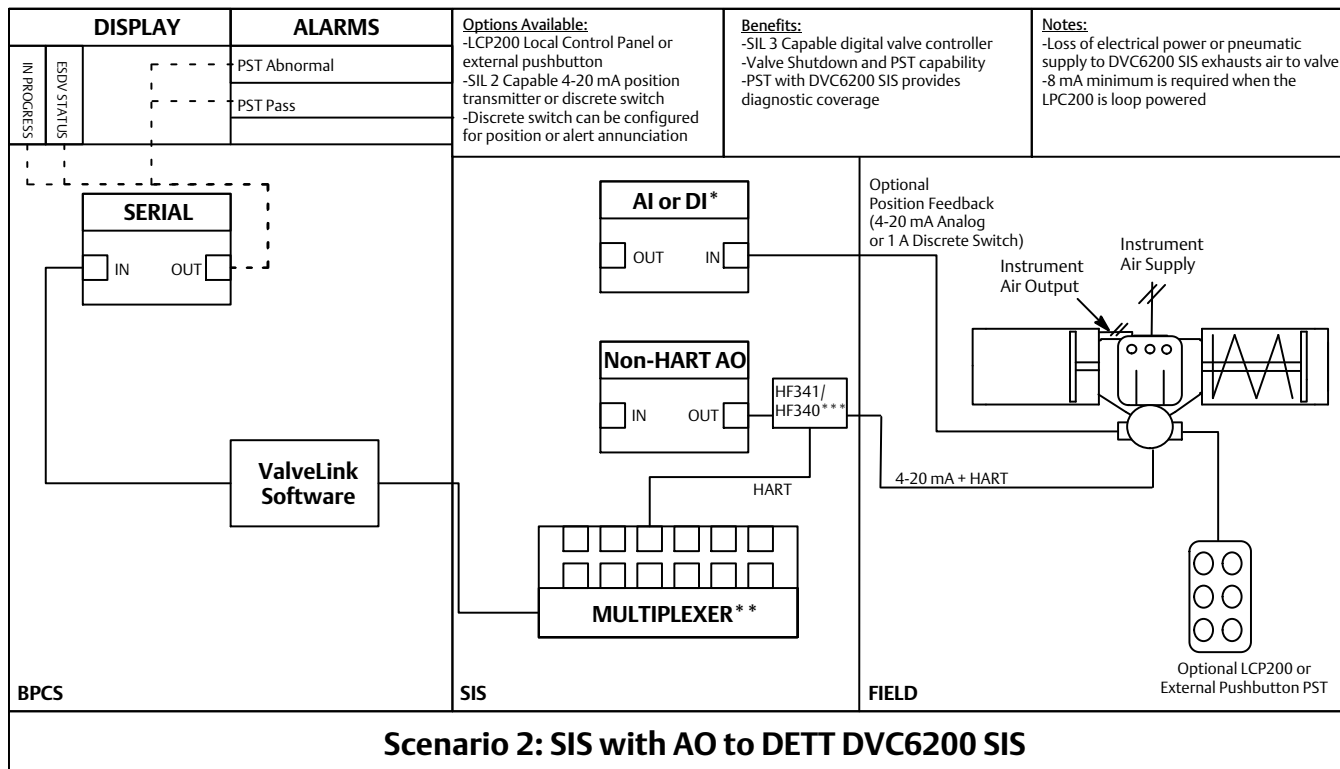 DISPLAY
ALARMS
IN PROGRESS
ESDV STATUS
PST Abnormal
PST Pass
Options Available:
-LCP200 Local Control Panel or
external pushbutton
-SIL 2 Capable 4-20 mA position
transmitter or discrete switch
-Discrete switch can be configured
for position or alert annunciation
Benefits:
-SIL 3 Capable digital valve controller
-Valve Shutdown and PST capability
-PST with DVC6200 SIS provides
diagnostic coverage
Notes:
-Loss of electrical power or pneumatic
supply to DVC6200 SIS exhausts air to valve
-8 mA minimum is required when the
LPC200 is loop powered
SERIAL
IN OUT
ValveLink
Software
BPCS
AI or DI*
OUT IN
Non-HART AO
IN OUT
HF341/
HF340***
HART
MULTIPLEXER**
SIS
Optional
Position Feedback
(4-20 mA Analog
or 1 A Discrete Switch)
Instrument
Air Supply
Instrument
Air Output
4-20 mA + HART
Optional LCP200 or
External Pushbutton PST
FIELD
Scenario 2: SIS with AO to DETT DVC6200 SIS